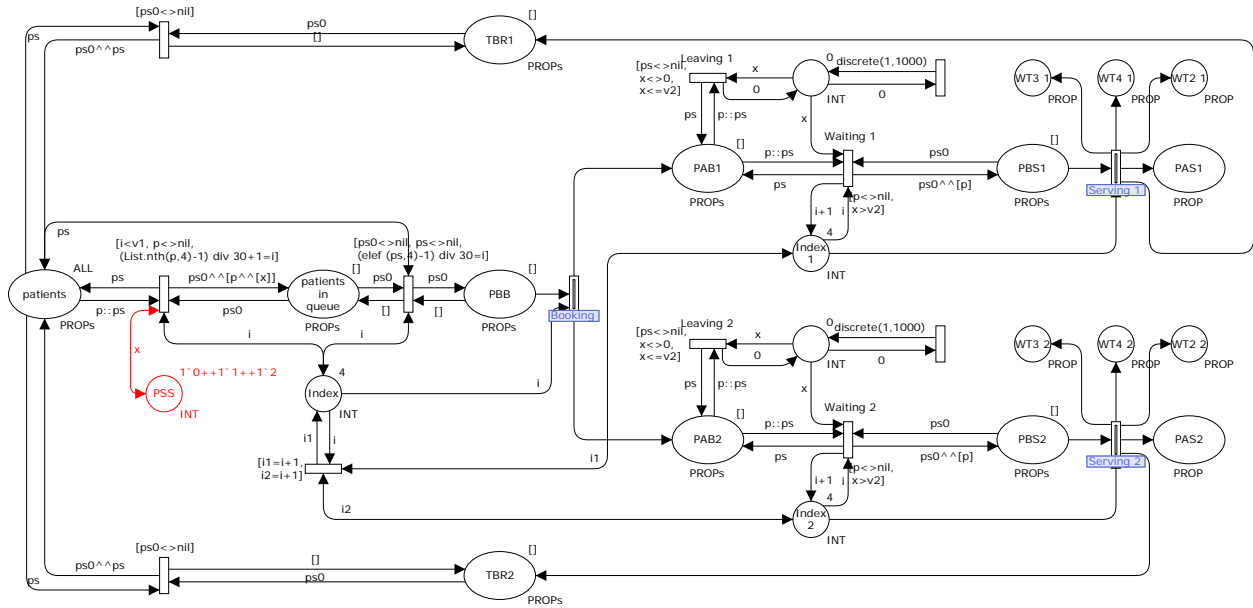 [ps0<>nil]
[]
ps0
ps
[]
ps0^^ps
TBR1
PROPs
Leaving 1
0
discrete(1,1000)
[ps<>nil,
x<>0,
x<=v2]
x
0
0
INT
WT3 1
WT4 1
WT2 1
PROP
PROP
PROP
ps
p::ps
x
Waiting 1
[]
[]
p::ps
ps0
PAB1
PBS1
PAS1
ps
ps0^^[p]
Serving 1
PROPs
PROPs
PROP
[p<>nil,
x>v2]
i+1
i
4
Index
1
INT
ps
[i<v1, p<>nil,
(List.nth(p,4)-1) div 30+1=i]
[ps0<>nil, ps<>nil,
(elef (ps,4)-1) div 30=i]
ALL
[]
[]
ps
ps0^^[p^^[x]]
ps0
ps0
patients
patients
in
queue
PBB
p::ps
ps0
[]
[]
Booking
PROPs
PROPs
PROPs
i
i
x
1`0++1`1++1`2
PSS
INT
4
Index
i
INT
i1
i
[i1=i+1,
i2=i+1]
i1
i2
Leaving 2
0
discrete(1,1000)
[ps<>nil,
x<>0,
x<=v2]
x
0
0
INT
WT3 2
WT4 2
WT2 2
PROP
PROP
PROP
ps
p::ps
x
Waiting 2
[]
[]
p::ps
ps0
PAB2
PBS2
PAS2
ps
ps0^^[p]
Serving 2
PROPs
PROPs
PROP
[p<>nil,
x>v2]
i+1
i
4
Index
2
INT
[ps0<>nil]
[]
[]
ps0^^ps
ps0
ps
TBR2
PROPs